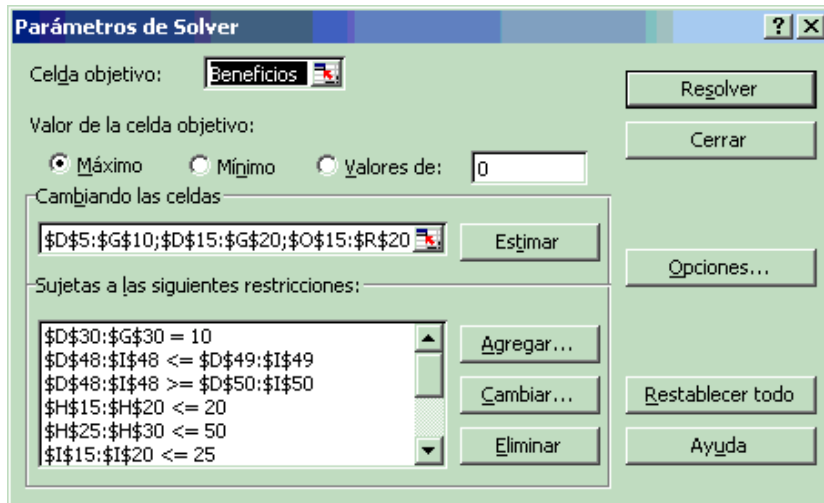 Parámetros de Solver
Celda objetivo: Beneficios
Resolver
Valor de la celda objetivo:
Cerrar
Máximo Mínimo Valores de: 0
Cambiando las celdas
$D$5:$G$10;$D$15:$G$20;$O$15:$R$20 Estimar
Opciones...
Sujetas a las siguientes restricciones:
$D$30:$G$30 = 10
$D$48:$I$48 <= $D$49:$I$49
$D$48:$I$48 >= $D$50:$I$50
$H$15:$H$20 <= 20
$H$25:$H$30 <= 50
$I$15:$I$20 <= 25
Agregar...
Cambiar...
Eliminar
Restablecer todo
Ayuda